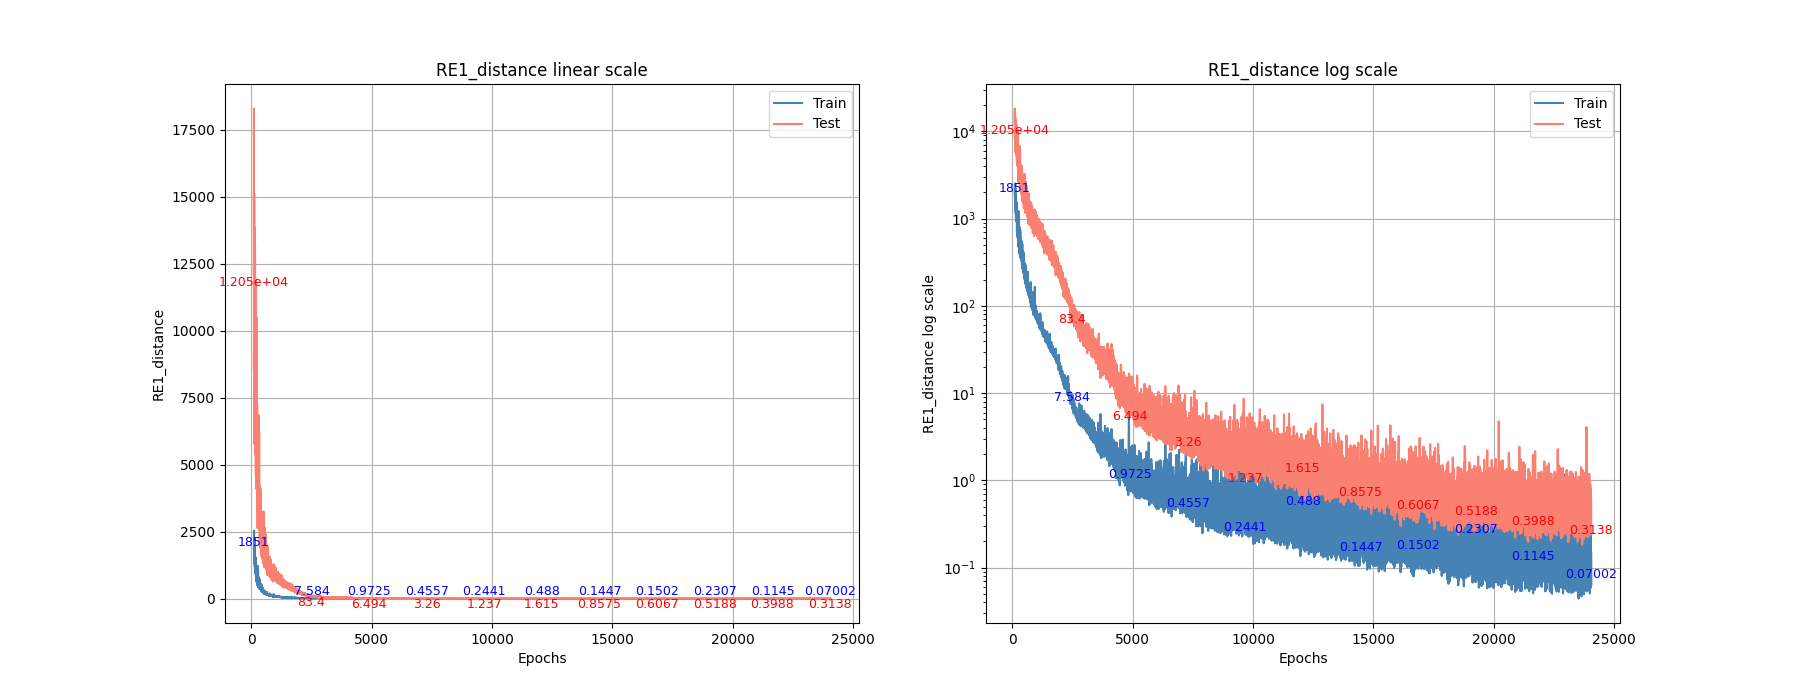 RE1_distance linear scale
RE1_distance
17500
15000
12500
10000
7500
5000
2500
0
Train
Test
1.205e+04
1851
7.584 0.9725 0.4557 0.2441 0.488 0.1447 0.1502 0.2307 0.1145 0.07002
83.4 6.494 3.26 1.237 1.615 0.8575 0.6067 0.5188 0.3988 0.3138
0 5000 10000 15000 20000 25000
Epochs
RE1_distance log scale
RE1_distance log scale
10⁴
10³
10²
10¹
10⁰
10⁻¹
Train
Test
1.205e+04
1851
83.4
7.584
6.494
0.9725
3.26
0.4557
1.237
0.2441
1.615
0.488
0.8575
0.1447
0.6067
0.1502
0.5188
0.2307
0.3988
0.1145
0.3138
0.07002
0 5000 10000 15000 20000 25000
Epochs